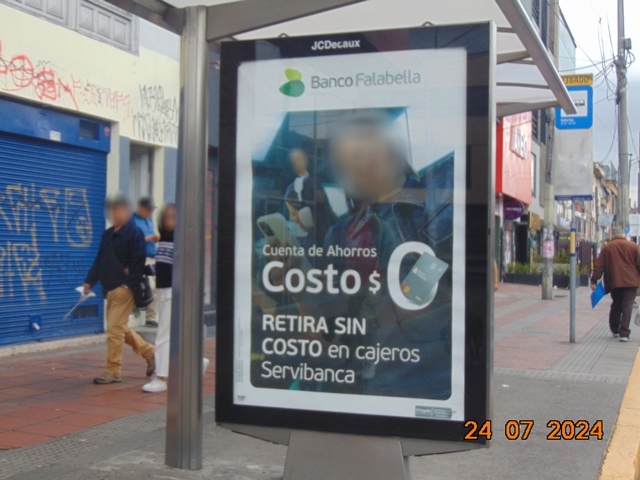 JCDecaux
Banco Falabella
Cuenta de Ahorros
Costo $ 0
RETIRA SIN
COSTO en cajeros
Servibanca
24 07 2024